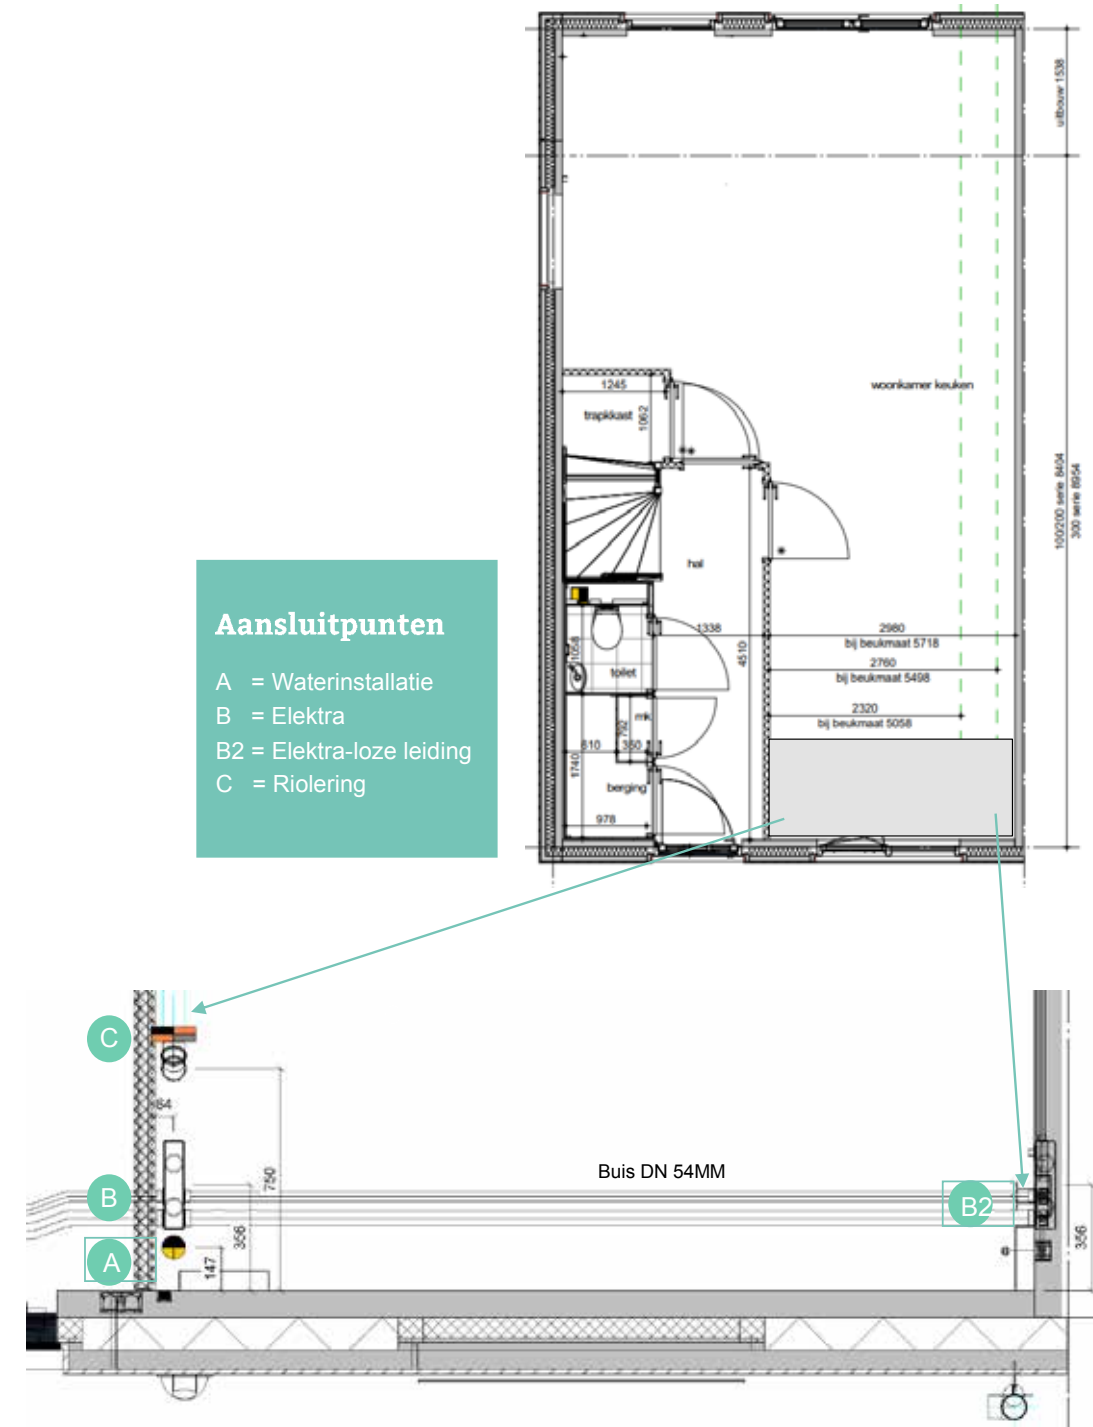 uitbouw 1538
1245
trapkkast
1062
woonkamer keuken
100/200 serie 8404
300 serie 8954
hal
1338
4510
2980
bij beukmaat 5718
2760
bij beukmaat 5498
2320
bij beukmaat 5058
1058
toilet
mk
792
610
350
1740
berging
978
Aansluitpunten
A = Waterinstallatie
B = Elektra
B2 = Elektra-loze leiding
C = Riolering
C
64
750
Buis DN 54MM
B
B2
356
356
A
147